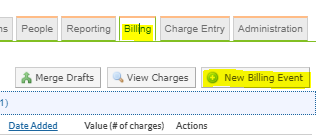 ns People Reporting Billing Charge Entry Administration
Merge Drafts View Charges New Billing Event
1)
Date Added Value (# of charges) Actions